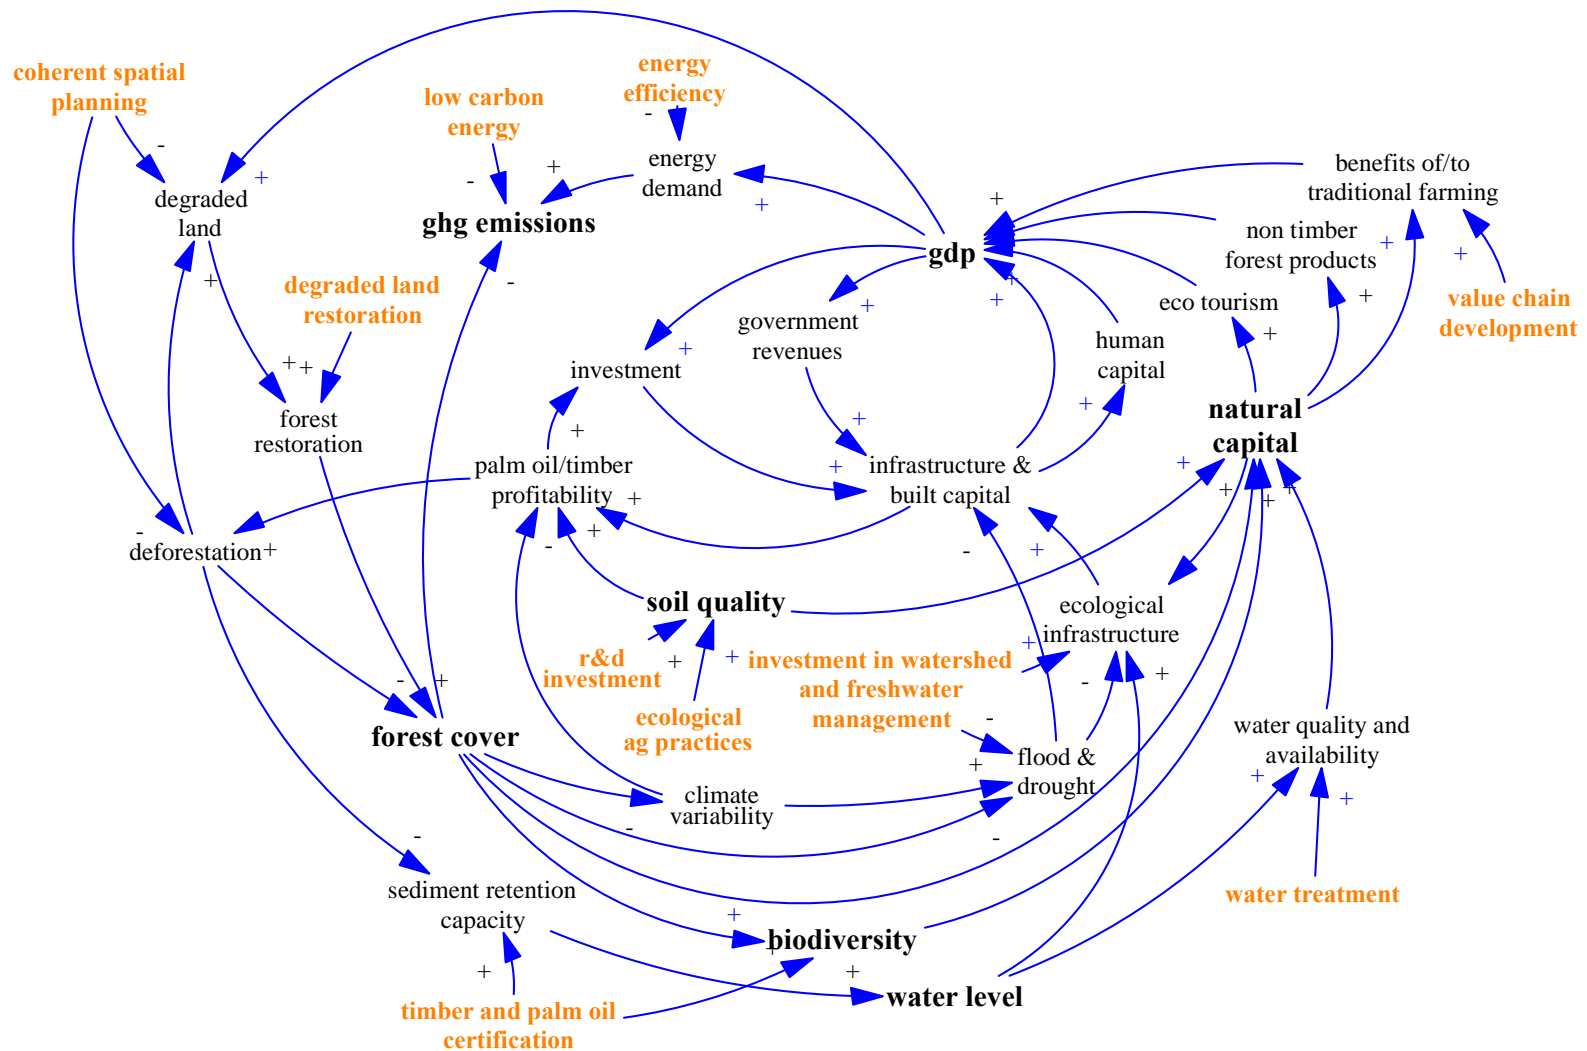 coherent spatial
planning
low carbon
energy
energy
efficiency
-
-
-
+
-
energy
demand
+
degraded
land
+
ghg emissions
+
benefits of/to
traditional farming
+
gdp
non timber
forest products
+
+
value chain
development
degraded land
restoration
+
-
government
revenues
+
+
+
eco tourism
+
+
human
capital
investment
+
+
+
+
natural
capital
forest
restoration
+
+
palm oil/timber
profitability
+
infrastructure &
built capital
+
+
+
+
+
+
+
-
deforestation
+
-
-
+
soil quality
ecological
infrastructure
r&d
investment
+
+
+
investment in watershed
and freshwater
management
-
+
ecological
ag practices
-
+
forest cover
-
+
flood &
drought
water quality and
availability
climate
variability
+
+
-
-
-
sediment retention
capacity
water treatment
+
biodiversity
+
+
+
water level
timber and palm oil
certification